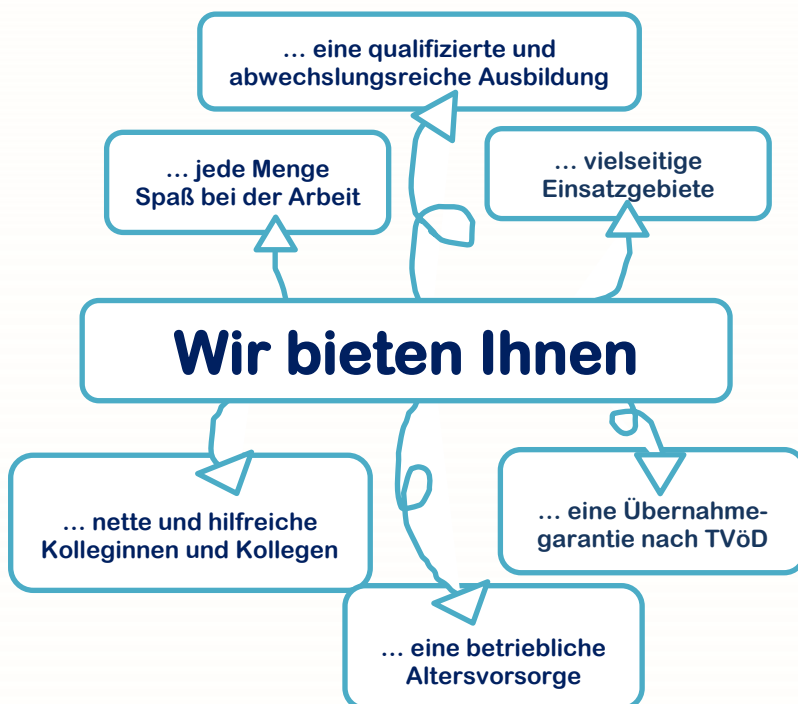 ... eine qualifizierte und
abwechslungsreiche Ausbildung
... jede Menge
Spaß bei der Arbeit
... vielseitige
Einsatzgebiete
Wir bieten Ihnen
... nette und hilfreiche
Kolleginnen und Kollegen
... eine Übernahme-
garantie nach TVöD
... eine betriebliche
Altersvorsorge